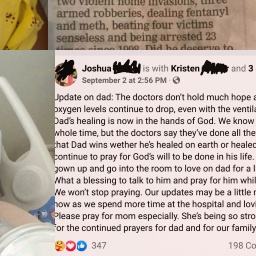 two violent home invasions, three
armed robberies, dealing fentanyl
and meth, beating four victims
senseless and being arrested 23
times since 1998. Did he deserve to
Joshua is with Kristen and 3
September 2 at 2:56 PM ·
Update on dad: The doctors don't hold much hope a
oxygen levels continue to drop, even with the ventila
Dad's healing is now in the hands of God. We know
whole time, but the doctors say they've done all the
that Dad wins wether he's healed on earth or healed
continue to pray for God's will to be done in his life.
gown up and go into the room to love on dad for a l
What a blessing to talk to him and pray for him whil
We won't stop praying. Our updates may be a little r
now as we spend more time at the hospital and lovi
Please pray for mom especially. She's being so stro
for the continued prayers for dad and for our family
347
198 Co